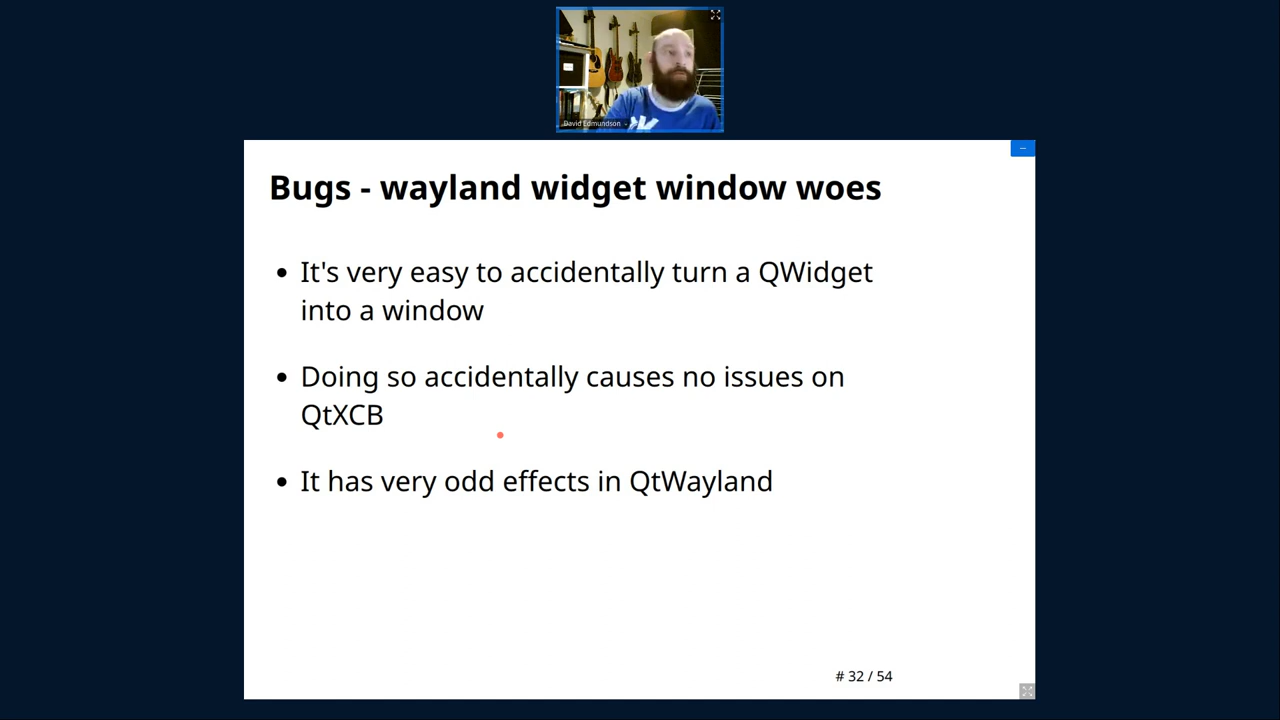 David Edmundson
Bugs - wayland widget window woes
• It's very easy to accidentally turn a QWidget
into a window
• Doing so accidentally causes no issues on
QtXCB
• It has very odd effects in QtWayland
# 32 / 54